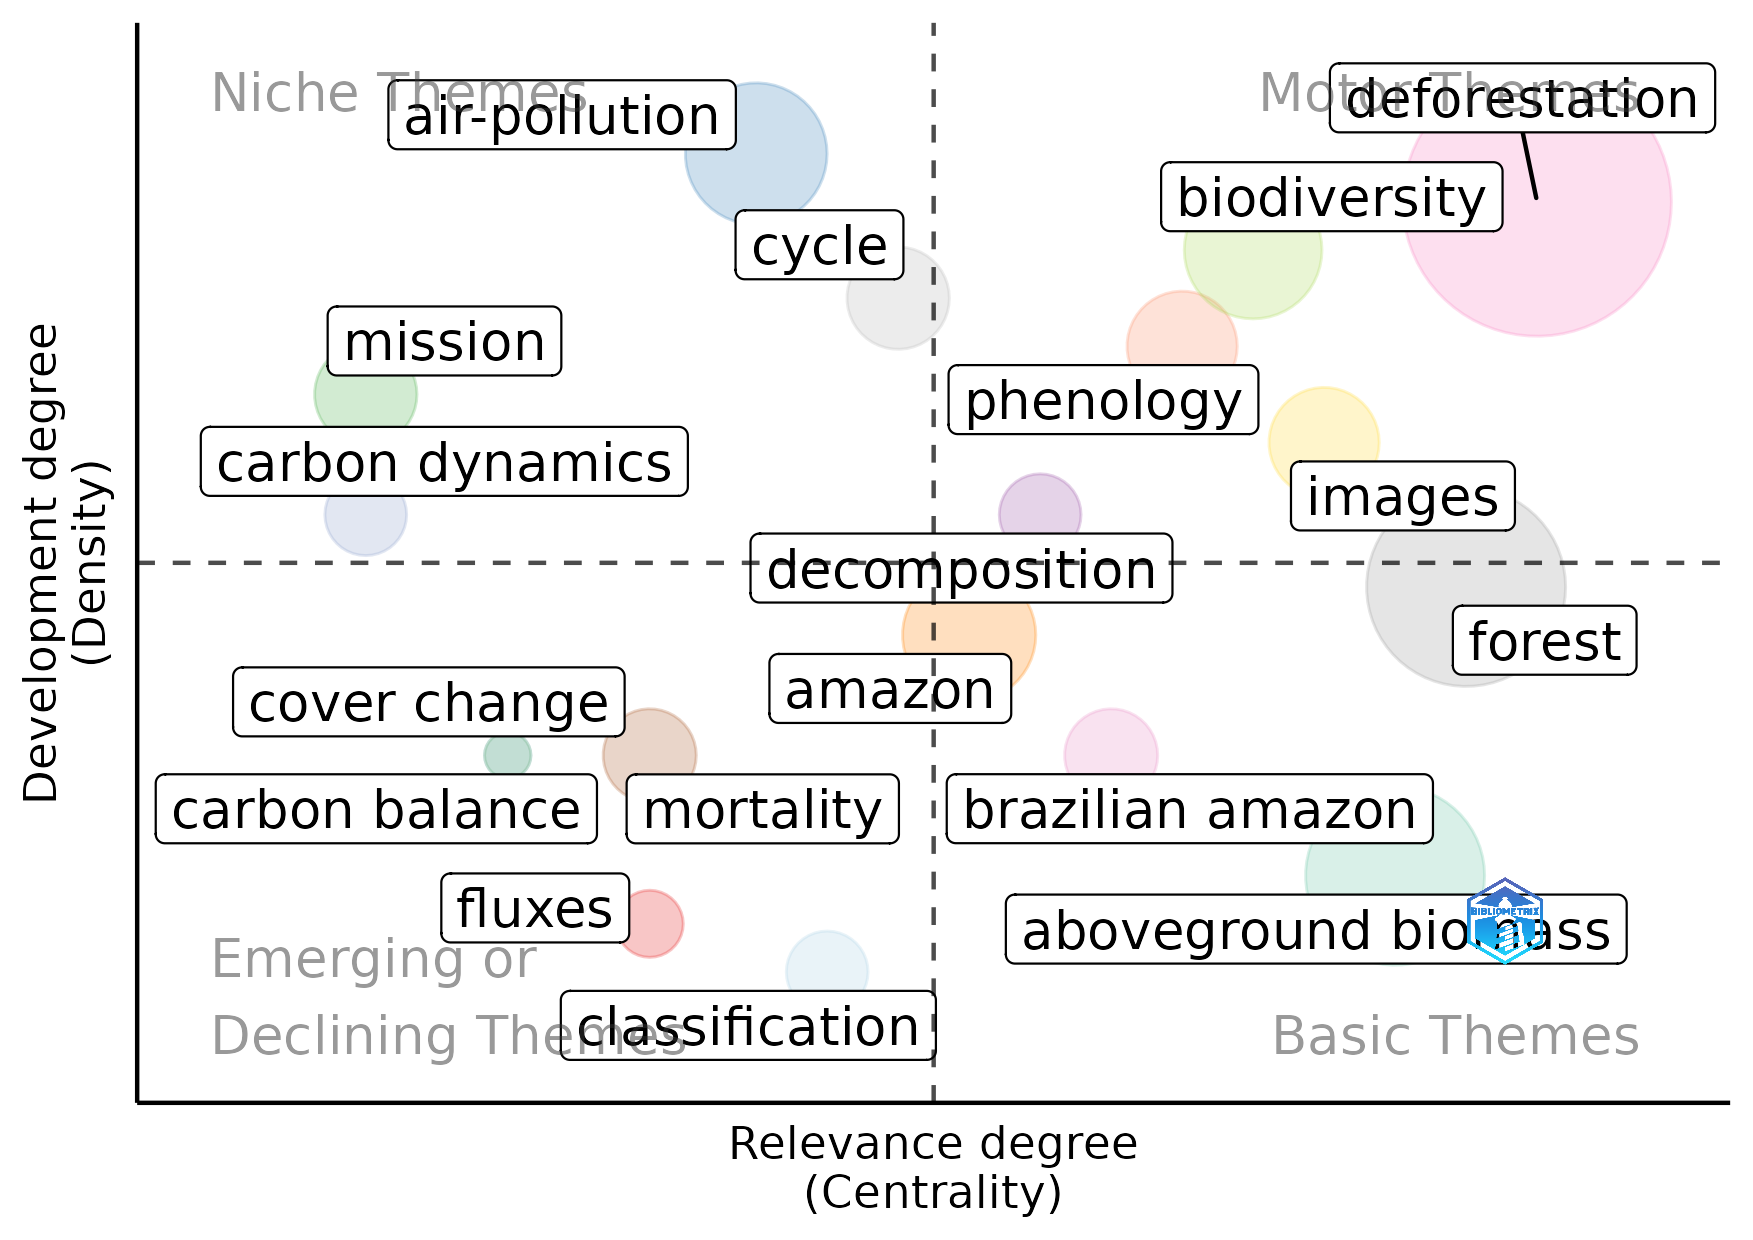 Niche Themes
Motor Themes
deforestation
air-pollution
biodiversity
cycle
mission
phenology
carbon dynamics
images
decomposition
forest
amazon
cover change
carbon balance
mortality
brazilian amazon
fluxes
aboveground biomass
BIBLIOMETRIX
Emerging or
Declining Themes
classification
Basic Themes
Development degree
(Density)
Relevance degree
(Centrality)